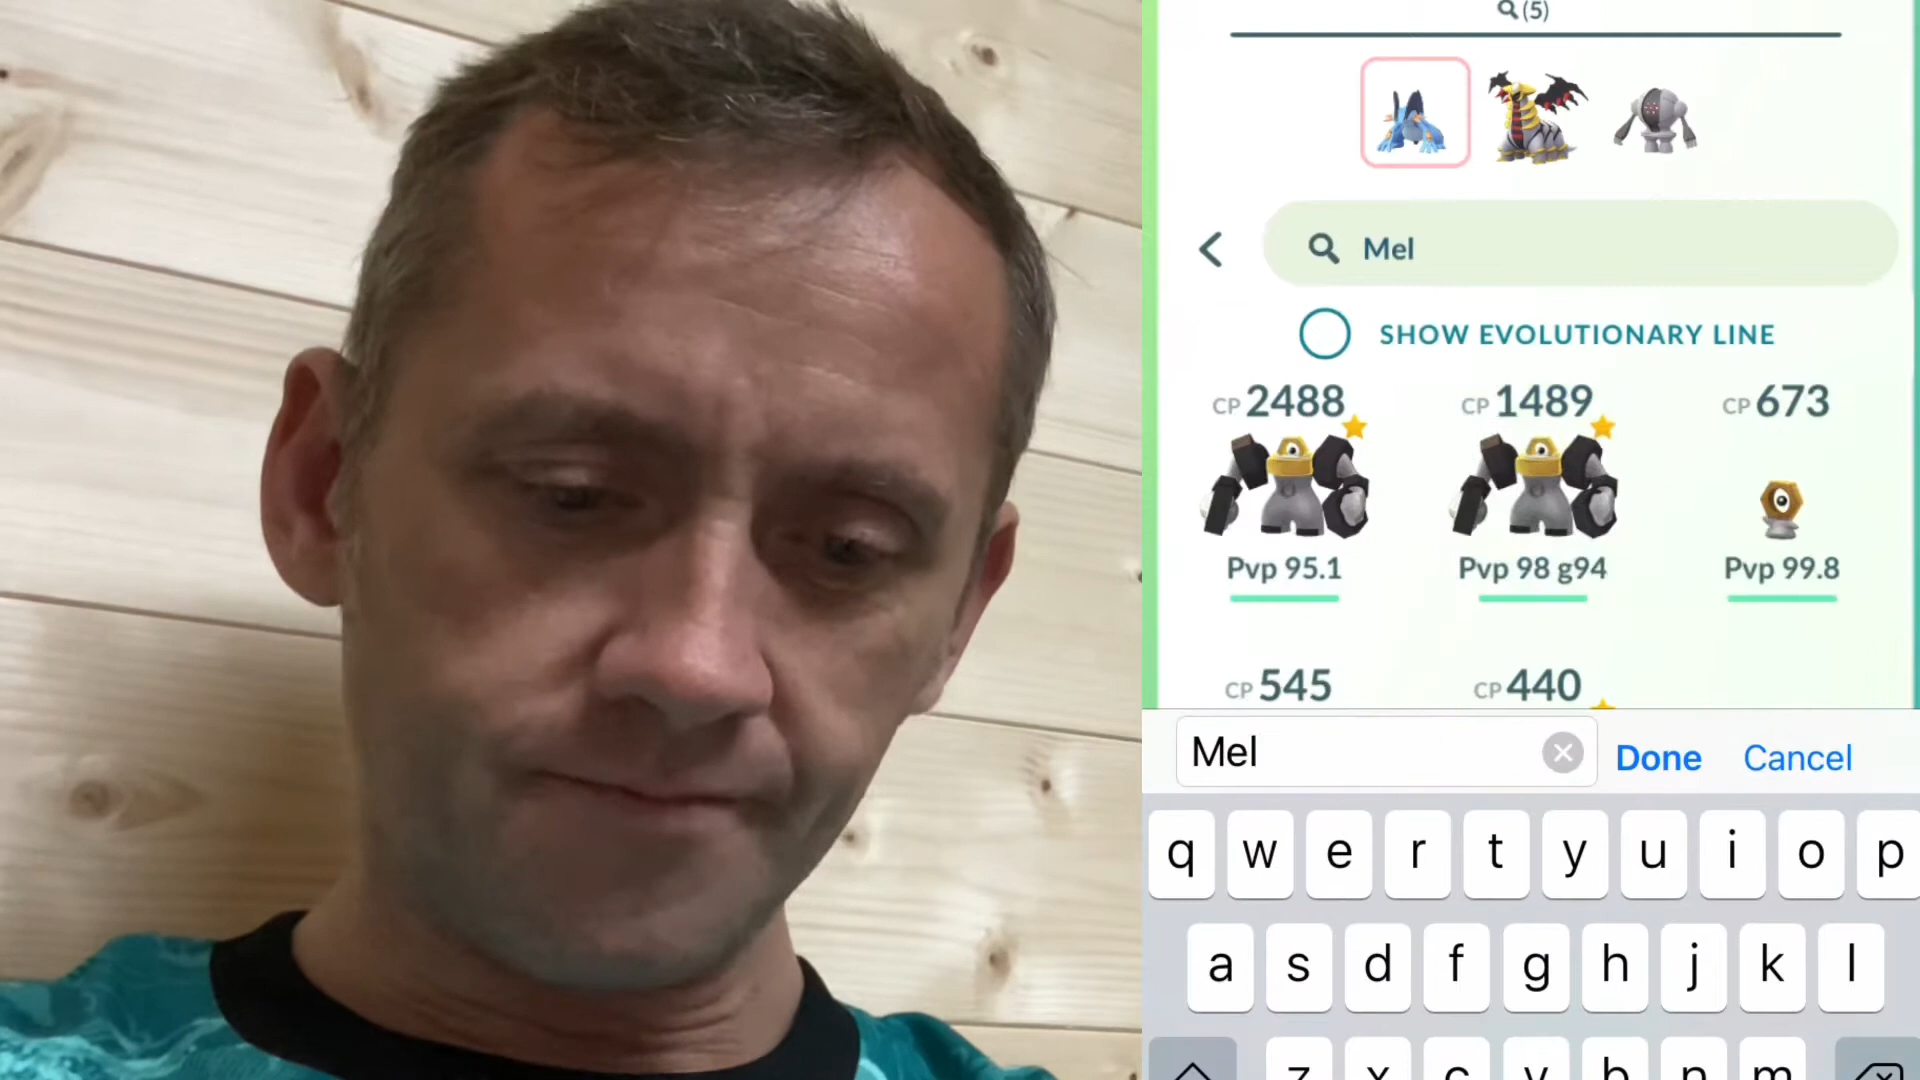 (5)
Mel
SHOW EVOLUTIONARY LINE
CP 2488 CP 1489 CP 673
Pvp 95.1 Pvp 98 g94 Pvp 99.8
CP 545 CP 440
Mel Done Cancel
q w e r t y u i o p
a s d f g h j k l
z x c v b n m